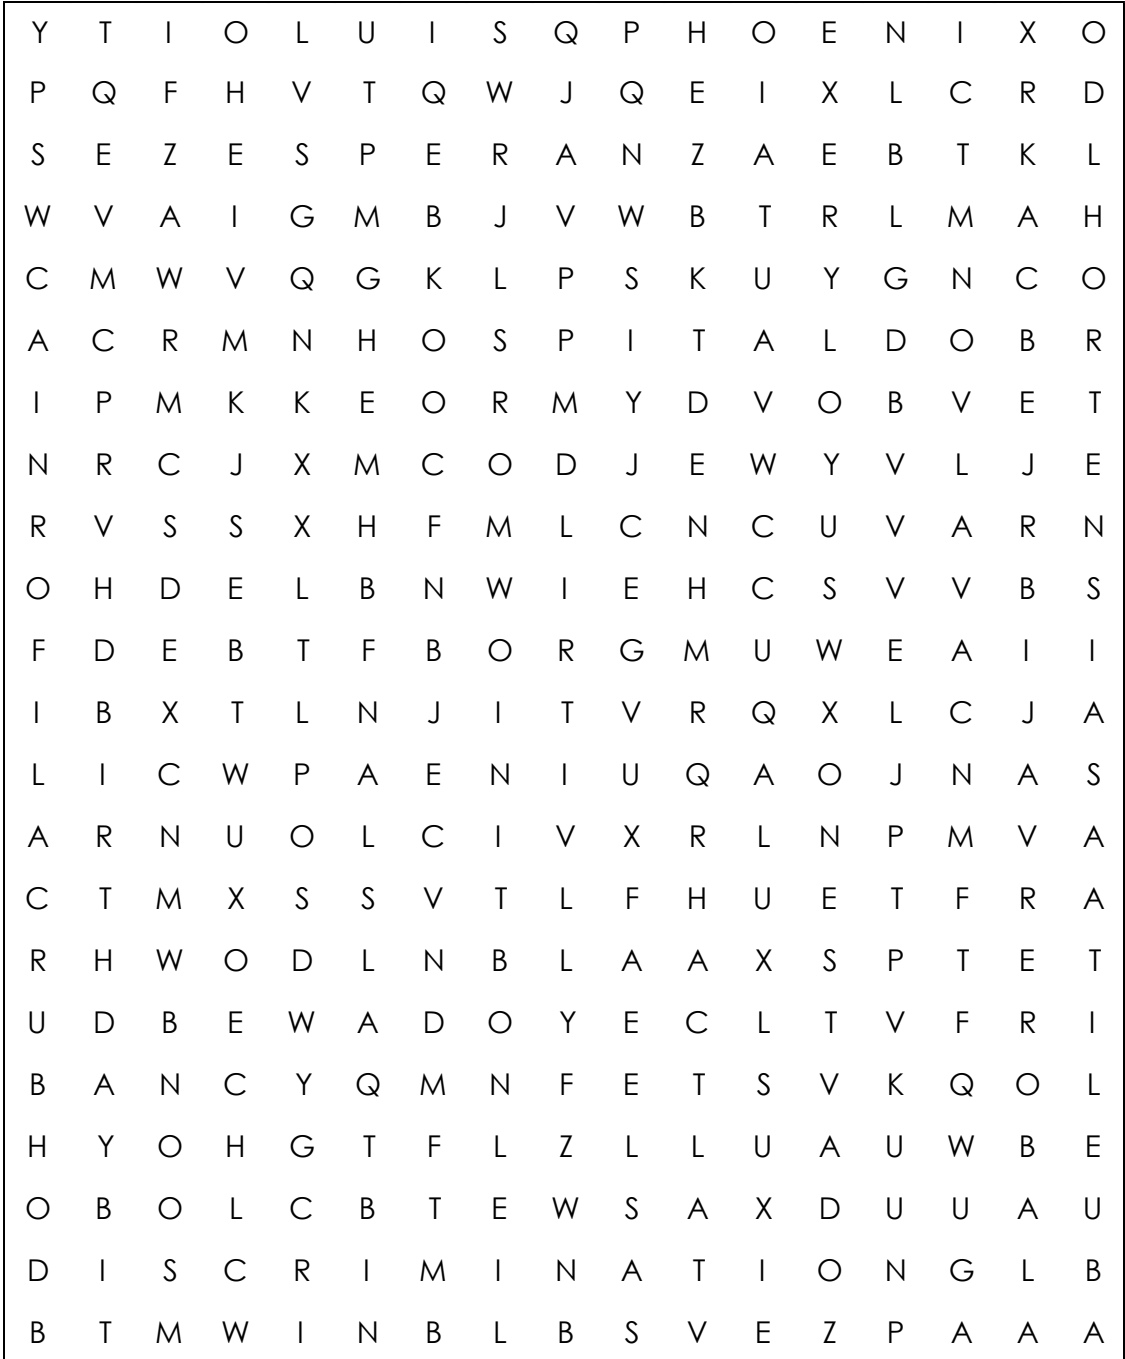 Y T I O L U I S Q P H O E N I X O
P Q F H V T Q W J Q E I X L C R D
S E Z E S P E R A N Z A E B T K L
W V A I G M B J V W B T R L M A H
C M W V Q G K L P S K U Y G N C O
A C R M N H O S P I T A L D O B R
I P M K K E O R M Y D V O B V E T
N R C J X M C O D J E W Y V L J E
R V S S X H F M L C N C U V A R N
O H D E L B N W I E H C S V V B S
F D E B T F B O R G M U W E A I I
I B X T L N J I T V R Q X L C J A
L I C W P A E N I U Q A O J N A S
A R N U O L C I V X R L N P M V A
C T M X S S V T L F H U E T F R A
R H W O D L N B L A A X S P T E T
U D B E W A D O Y E C L T V F R I
B A N C Y Q M N F E T S V K Q O L
H Y O H G T F L Z L L U A U W B E
O B O L C B T E W S A X D U U A U
D I S C R I M I N A T I O N G L B
B T M W I N B L B S V E Z P A A A